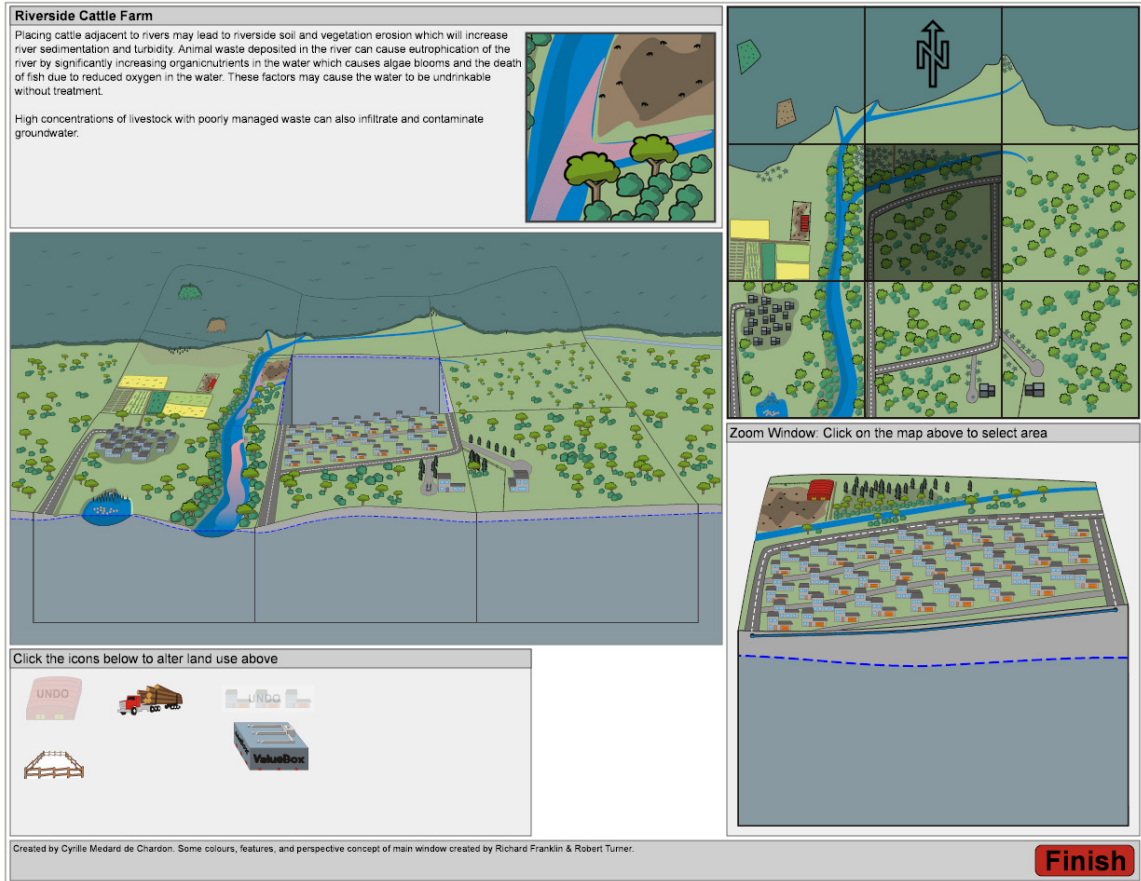 Riverside Cattle Farm
Placing cattle adjacent to rivers may lead to riverside soil and vegetation erosion which will increase
river sedimentation and turbidity. Animal waste deposited in the river can cause eutrophication of the
river by significantly increasing organicnutrients in the water which causes algae blooms and the death
of fish due to reduced oxygen in the water. These factors may cause the water to be undrinkable
without treatment.
High concentrations of livestock with poorly managed waste can also infiltrate and contaminate
groundwater.
N
Zoom Window: Click on the map above to select area
Click the icons below to alter land use above
UNDO
UNDO
ValueBox
Created by Cyrille Medard de Chardon. Some colours, features, and perspective concept of main window created by Richard Franklin & Robert Turner.
Finish